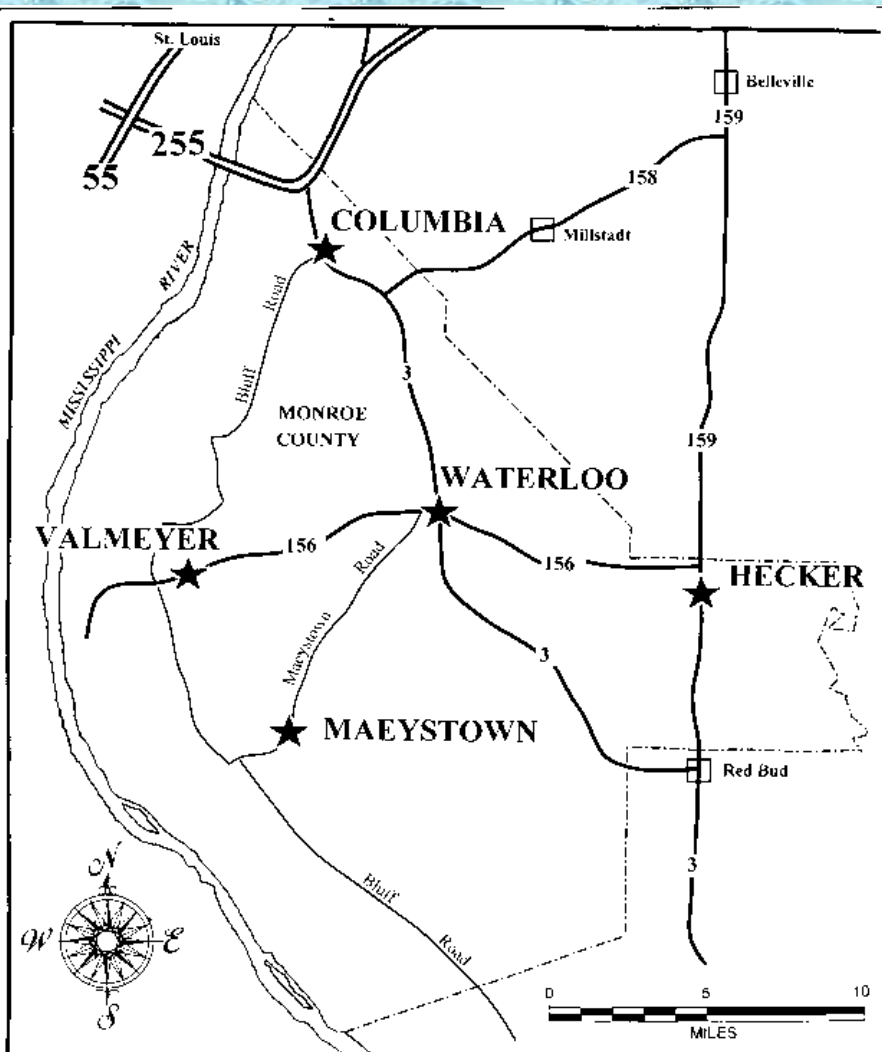 St. Louis
Belleville
159
255
158
55
COLUMBIA
Millstadt
RIVER
Road
MISSISSIPPI
Bluff
3
MONROE
COUNTY
159
WATERLOO
VALMEYER
156
Road
156
HECKER
Maeystown
3
MAEYSTOWN
Red Bud
N
3
Bluff
W
E
Road
S
0
5
10
MILES